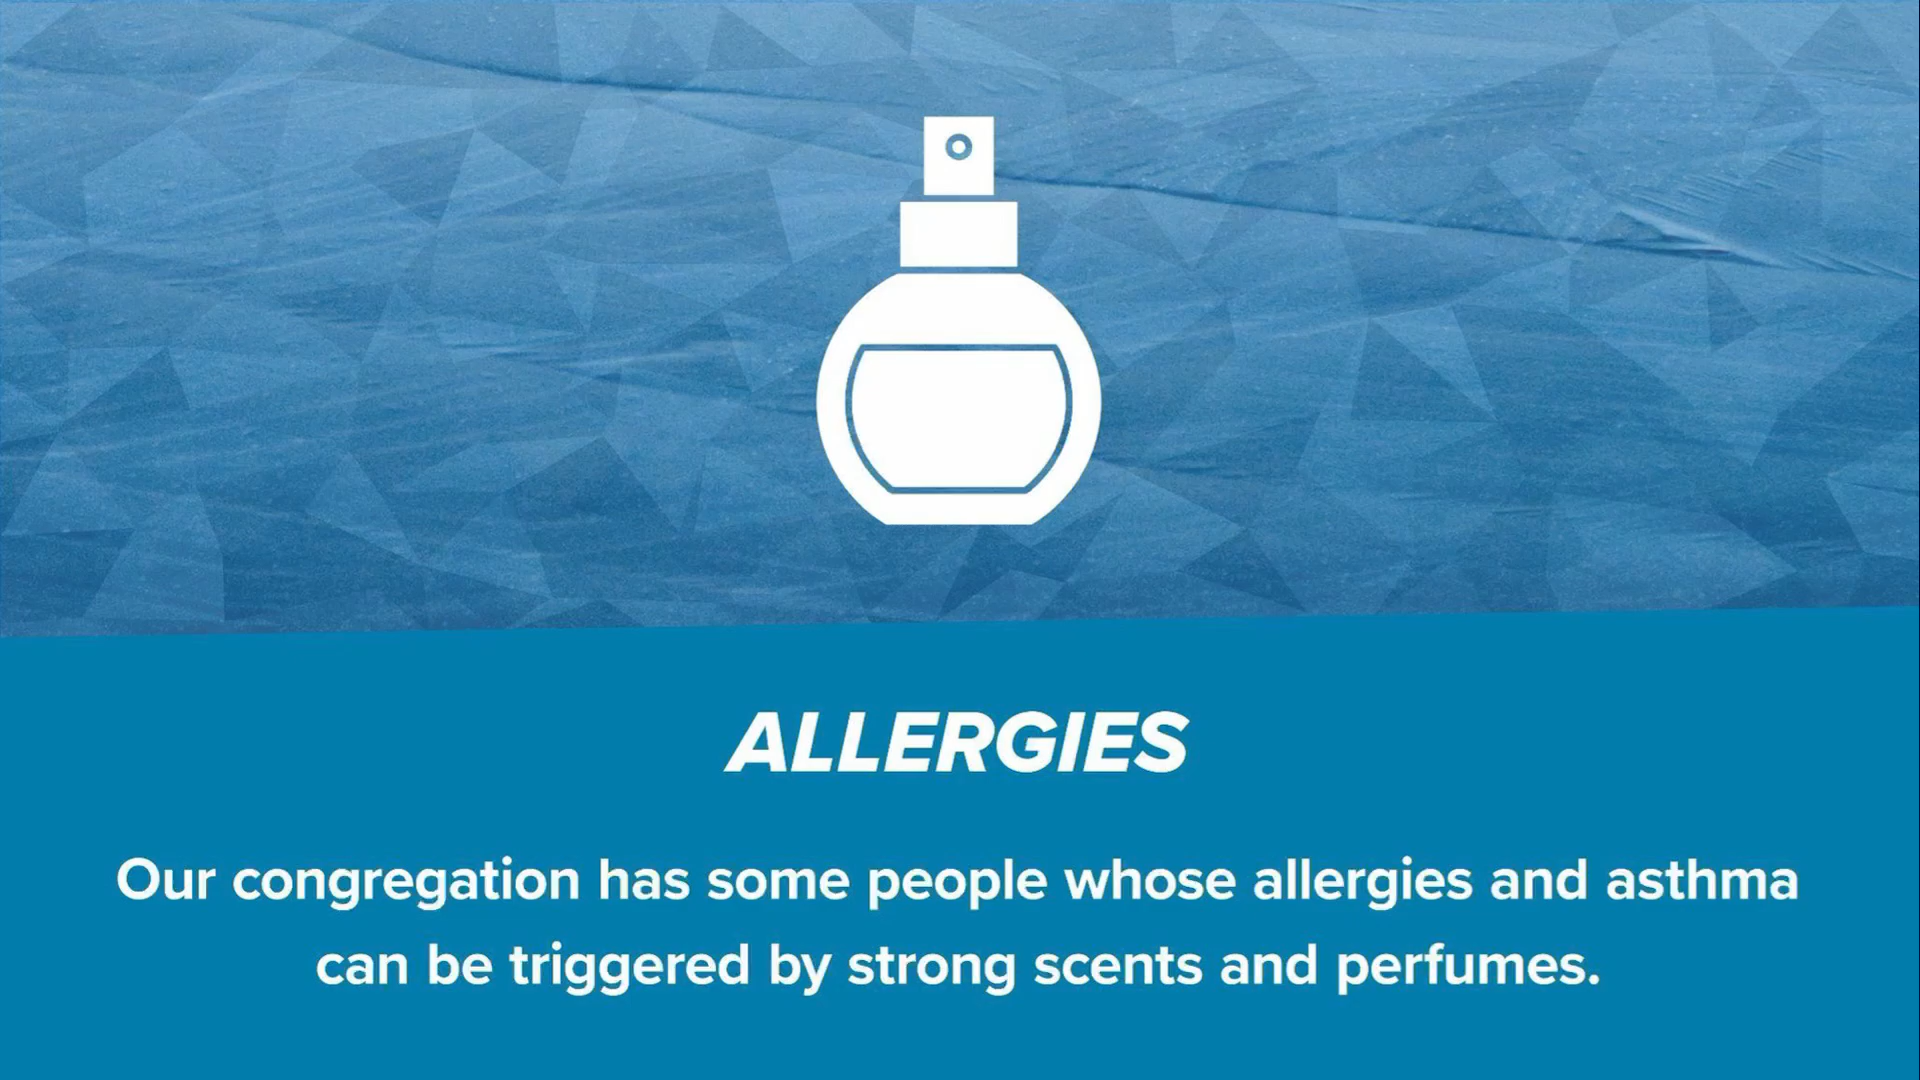 ALLERGIES
Our congregation has some people whose allergies and asthma
can be triggered by strong scents and perfumes.